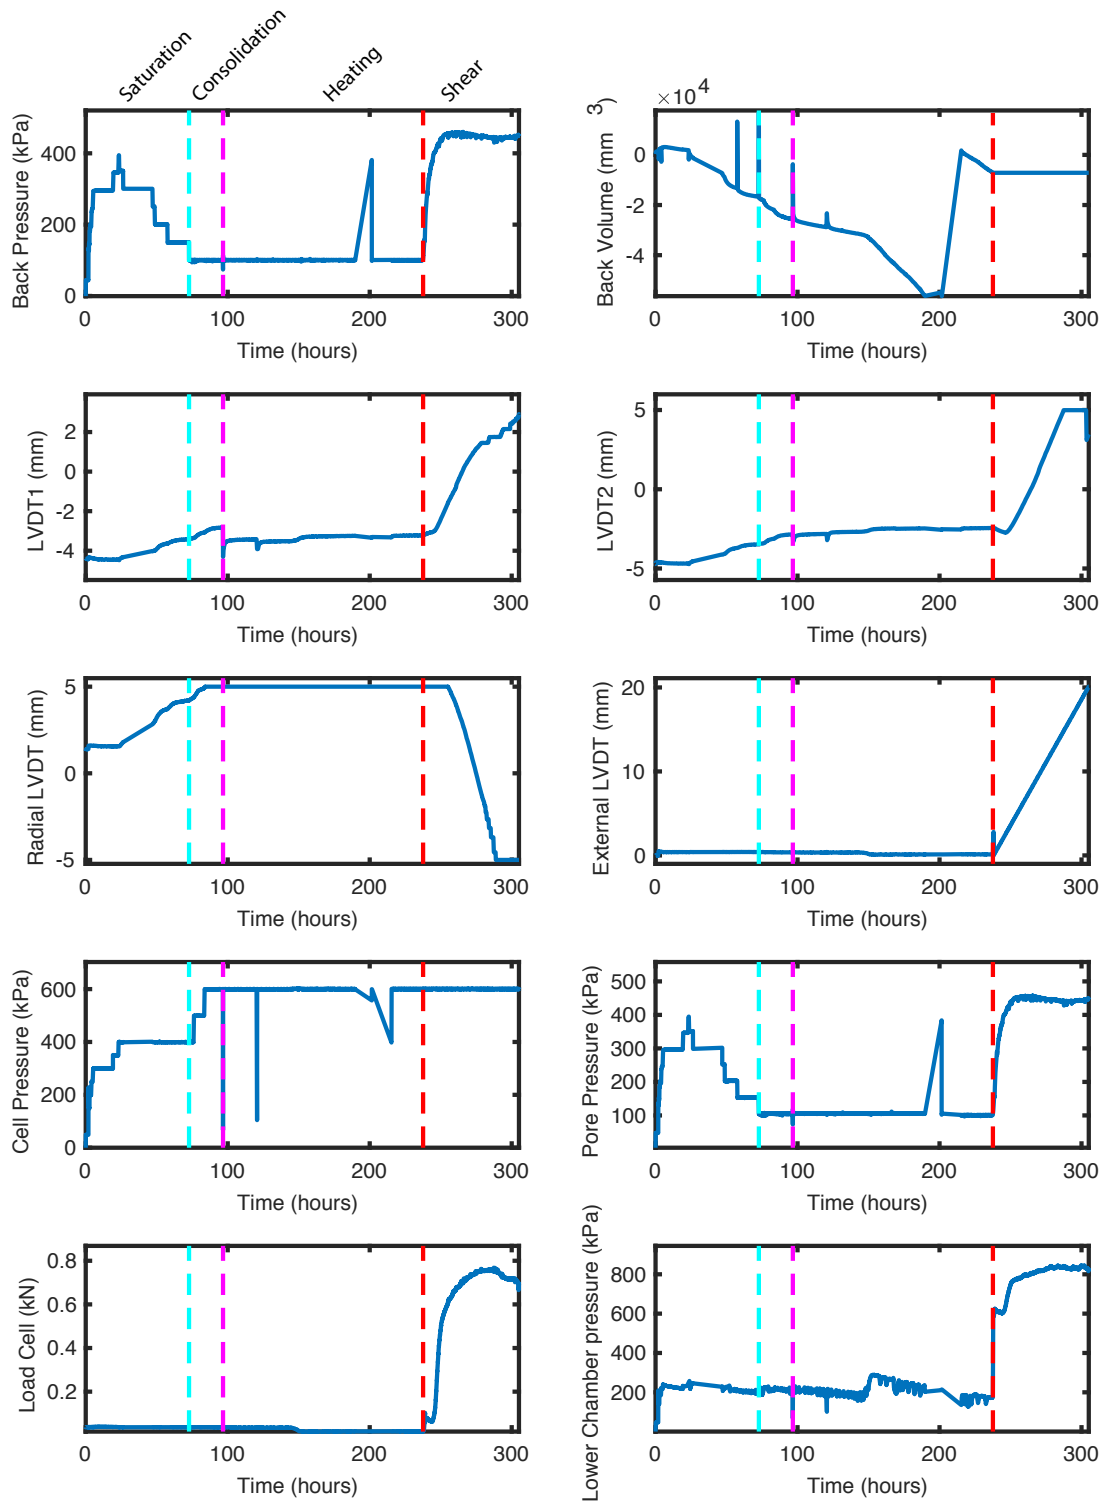 Saturation
Consolidation
Heating
Shear
Back Pressure (kPa)
400
200
0
0 100 200 300
Time (hours)
×10^4
Back Volume (mm 3)
0
-2
-4
0 100 200 300
Time (hours)
LVDT1 (mm)
2
0
-2
-4
0 100 200 300
Time (hours)
LVDT2 (mm)
5
0
-5
0 100 200 300
Time (hours)
Radial LVDT (mm)
5
0
-5
0 100 200 300
Time (hours)
External LVDT (mm)
20
10
0
0 100 200 300
Time (hours)
Cell Pressure (kPa)
600
400
200
0
0 100 200 300
Time (hours)
Pore Pressure (kPa)
500
400
300
200
100
0 100 200 300
Time (hours)
Load Cell (kN)
0.8
0.6
0.4
0.2
0 100 200 300
Time (hours)
Lower Chamber pressure (kPa)
800
600
400
200
0 100 200 300
Time (hours)